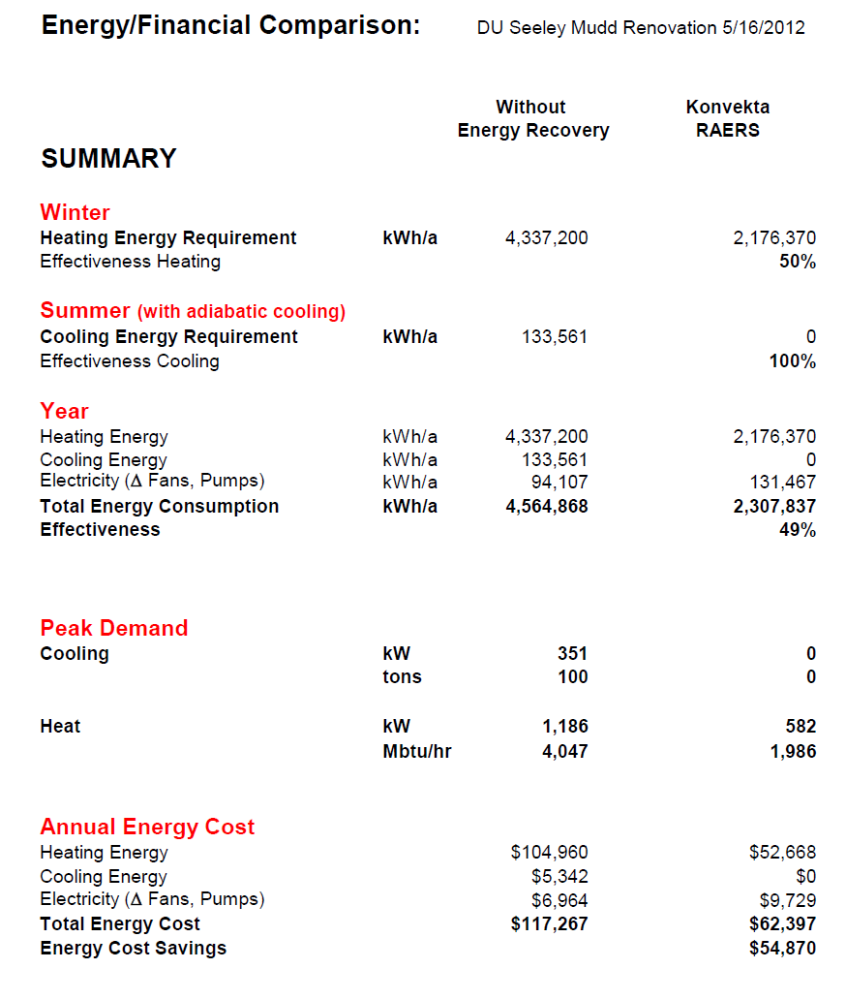 Energy/Financial Comparison: DU Seeley Mudd Renovation 5/16/2012
Without Konvekta
Energy Recovery RAERS
SUMMARY
Winter
Heating Energy Requirement kWh/a 4,337,200 2,176,370
Effectiveness Heating 50%
Summer (with adiabatic cooling)
Cooling Energy Requirement kWh/a 133,561 0
Effectiveness Cooling 100%
Year
Heating Energy kWh/a 4,337,200 2,176,370
Cooling Energy kWh/a 133,561 0
Electricity (Δ Fans, Pumps) kWh/a 94,107 131,467
Total Energy Consumption kWh/a 4,564,868 2,307,837
Effectiveness 49%
Peak Demand
Cooling kW 351 0
tons 100 0
Heat kW 1,186 582
Mbtu/hr 4,047 1,986
Annual Energy Cost
Heating Energy $104,960 $52,668
Cooling Energy $5,342 $0
Electricity (Δ Fans, Pumps) $6,964 $9,729
Total Energy Cost $117,267 $62,397
Energy Cost Savings $54,870